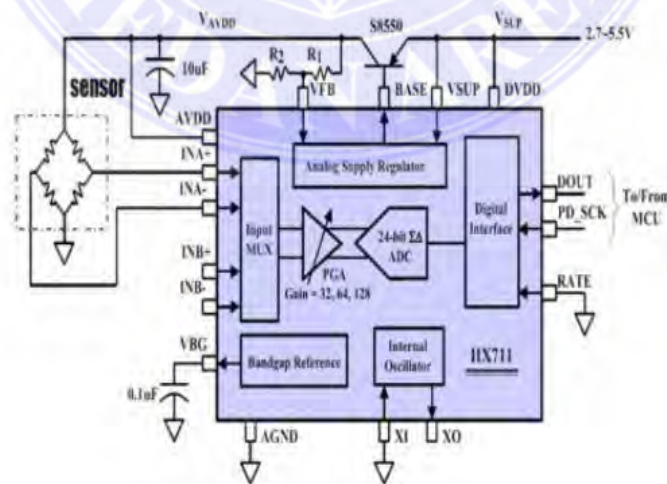 V_AVDD
S8550
V_SUP
2.7~5.5V
R2
R1
10uF
sensor
VFB
BASE
VSUP
DVDD
AVDD
INA+
INA-
INB+
INB-
VBG
Analog Supply Regulator
Input MUX
PGA
Gain = 32, 64, 128
24-bit ΣΔ ADC
Digital Interface
DOUT
PD_SCK
To/From MCU
RATE
Bandgap Reference
Internal Oscillator
HX711
0.1uF
AGND
XI
XO